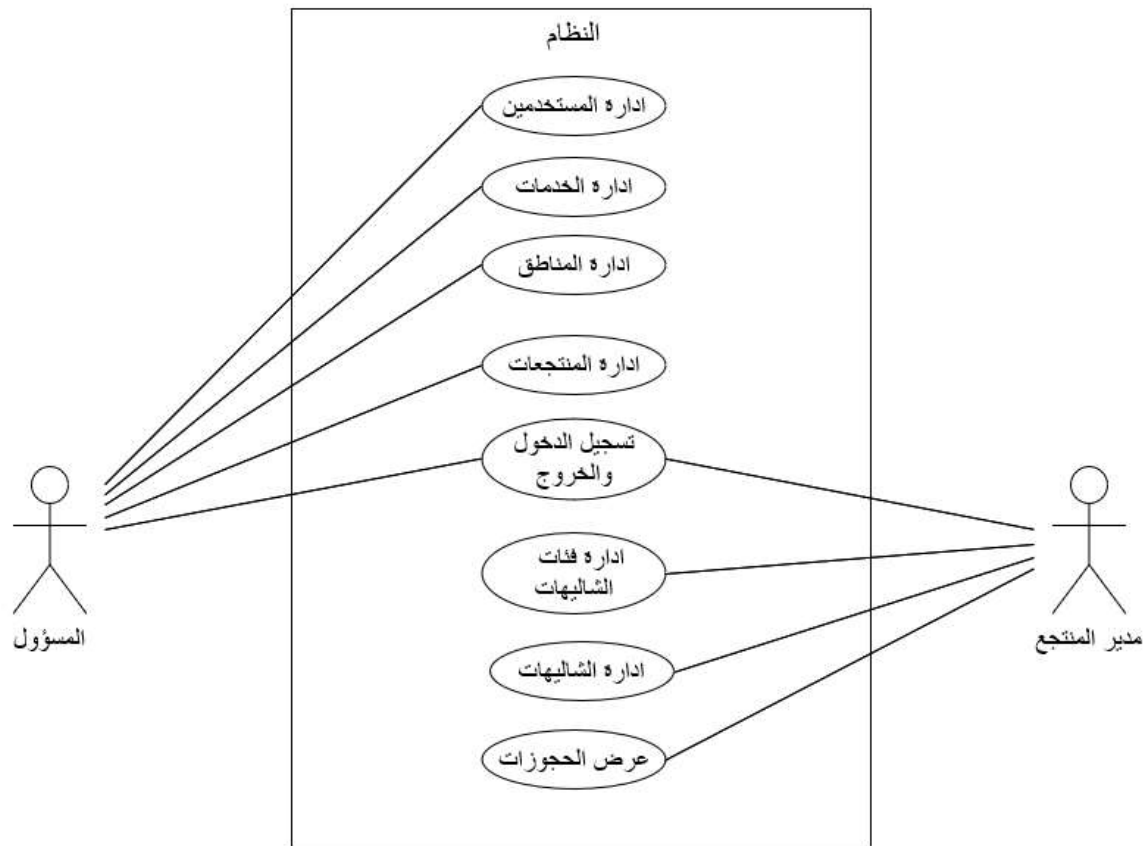 النظام
اداره المستخدمين
اداره الخدمات
اداره المناطق
اداره المنتجعات
تسجيل الدخول
والخروج
اداره فئات
الشاليهات
اداره الشاليهات
عرض الحجوزات
المسؤول
مدير المنتجع